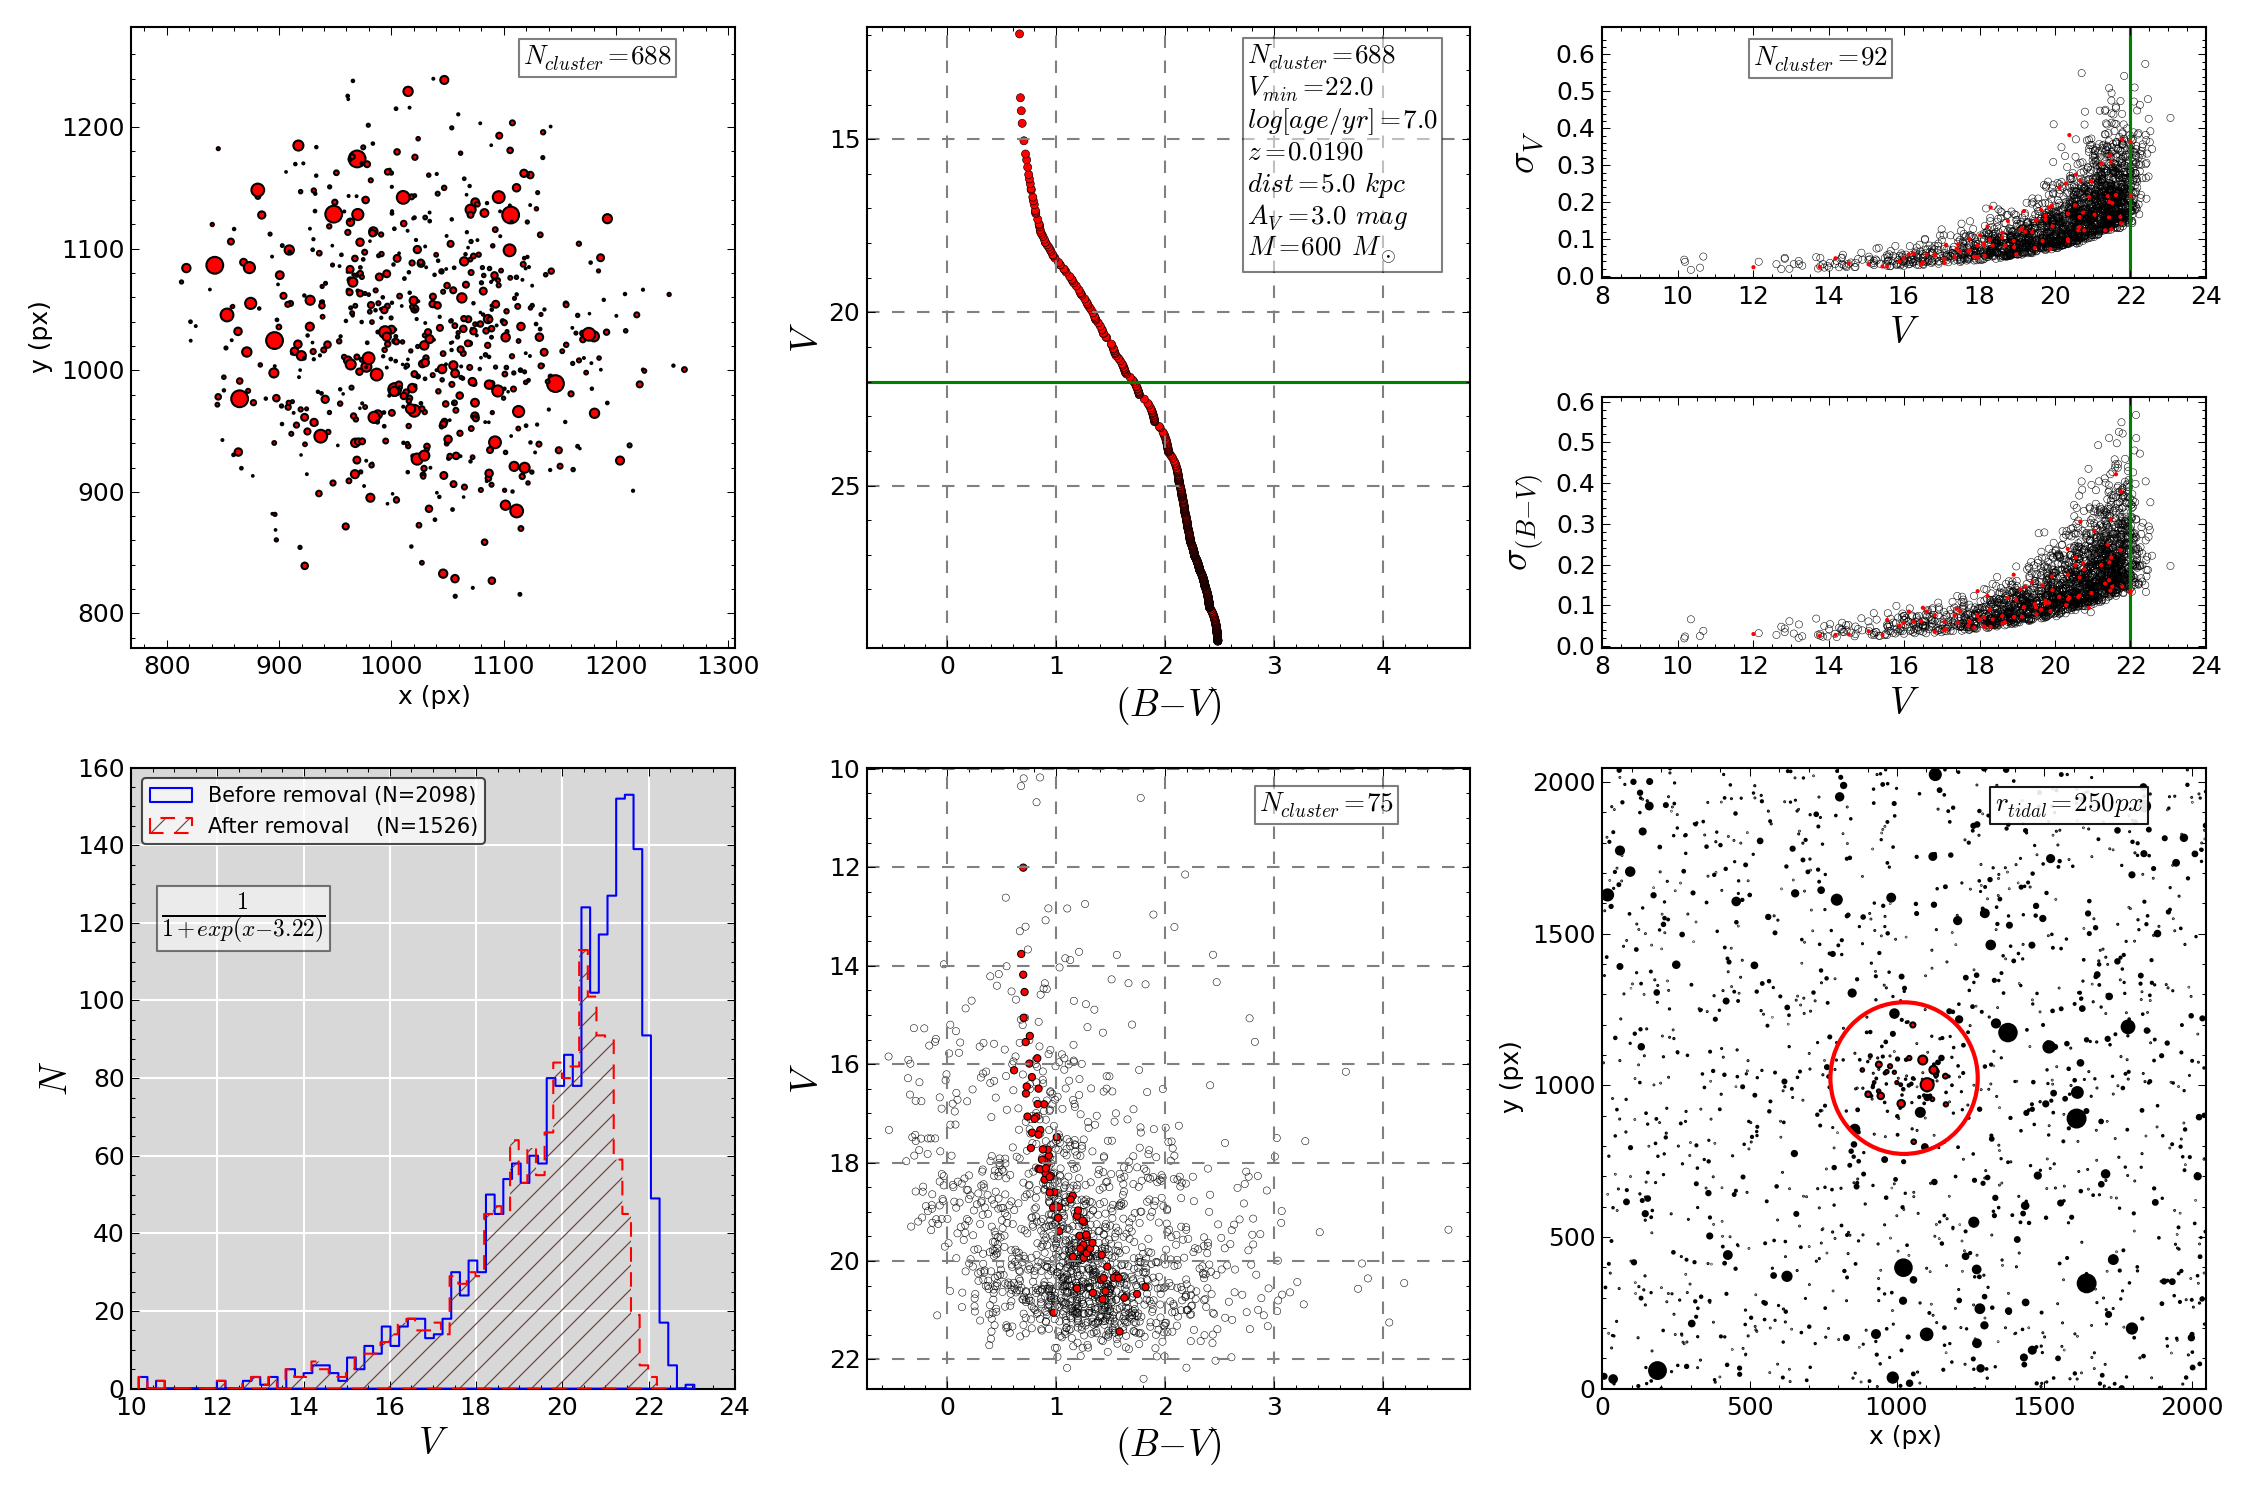 N_cluster=688
1200
1100
1000
900
800
y (px)
800 900 1000 1100 1200 1300
x (px)
N_cluster=688
V_min=22.0
log[age/yr]=7.0
z=0.0190
dist=5.0 kpc
A_V=3.0 mag
M=600 M_⊙
15
20
25
V
0 1 2 3 4
(B−V)
N_cluster=92
0.6
0.5
0.4
0.3
0.2
0.1
0.0
σ_V
8 10 12 14 16 18 20 22 24
V
0.6
0.5
0.4
0.3
0.2
0.1
0.0
σ_(B−V)
8 10 12 14 16 18 20 22 24
V
160
140
120
100
80
60
40
20
0
N
Before removal (N=2098)
After removal (N=1526)
1
1+exp(x−3.22)
10 12 14 16 18 20 22 24
V
N_cluster=75
10
12
14
16
18
20
22
V
0 1 2 3 4
(B−V)
r_tidal=250px
2000
1500
1000
500
0
y (px)
0 500 1000 1500 2000
x (px)